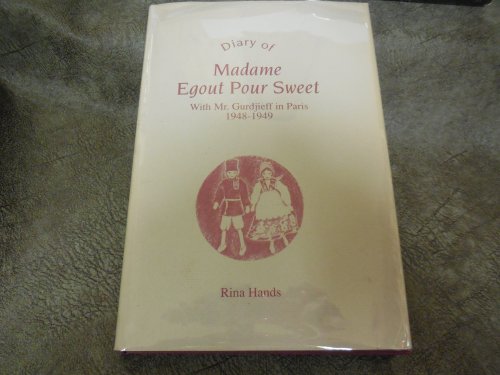 Diary of
Madame
Egout Pour Sweet
With Mr. Gurdjieff in Paris
1948-1949
Rina Hands